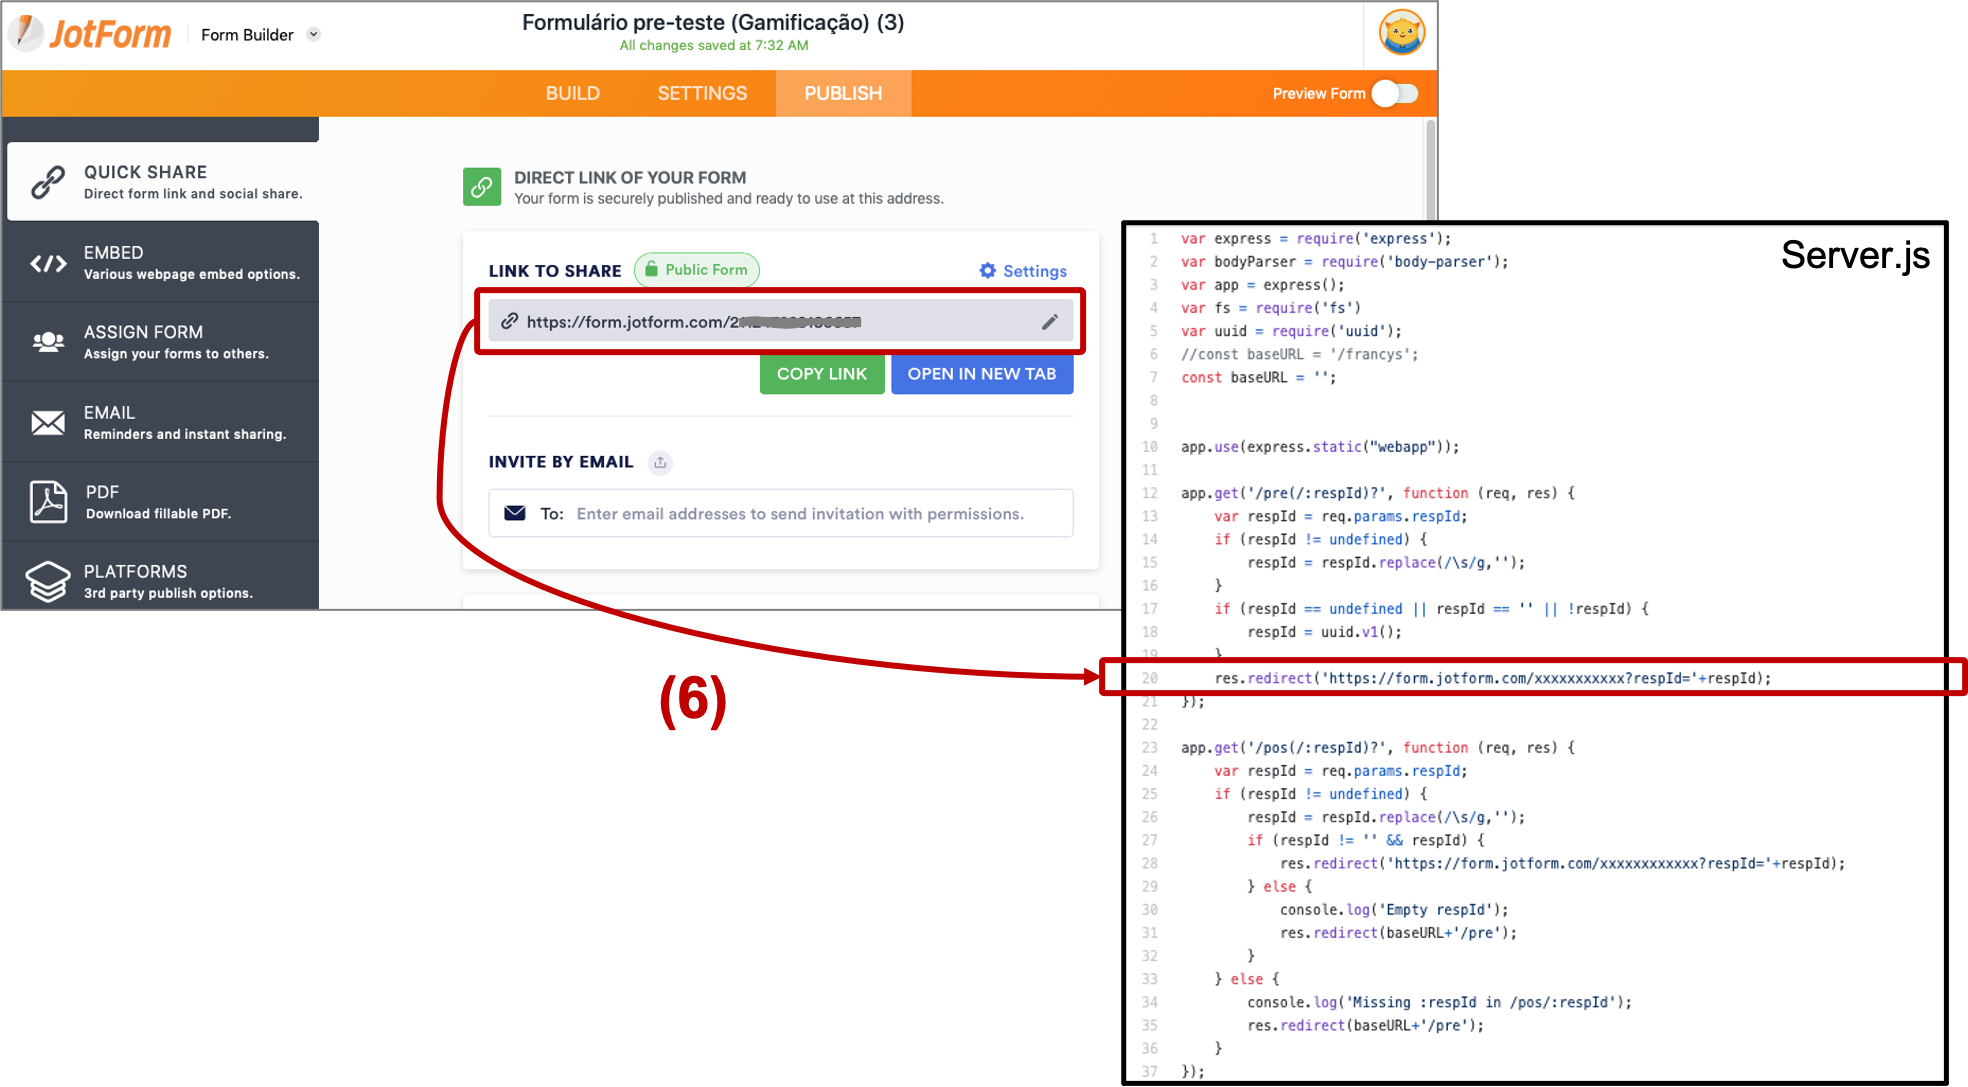 JotForm
Form Builder
Formulário pre-teste (Gamificação) (3)
All changes saved at 7:32 AM
BUILD
SETTINGS
PUBLISH
Preview Form
QUICK SHARE
Direct form link and social share.
EMBED
Various webpage embed options.
ASSIGN FORM
Assign your forms to others.
EMAIL
Reminders and instant sharing.
PDF
Download fillable PDF.
PLATFORMS
3rd party publish options.
DIRECT LINK OF YOUR FORM
Your form is securely published and ready to use at this address.
LINK TO SHARE
Public Form
Settings
https://form.jotform.com/2
COPY LINK
OPEN IN NEW TAB
INVITE BY EMAIL
To: Enter email addresses to send invitation with permissions.
(6)
Server.js
1 var express = require('express');
2 var bodyParser = require('body-parser');
3 var app = express();
4 var fs = require('fs')
5 var uuid = require('uuid');
6 //const baseURL = '/francys';
7 const baseURL = '';
8
9
10 app.use(express.static("webapp"));
11
12 app.get('/pre(/:respId)?', function (req, res) {
13 var respId = req.params.respId;
14 if (respId != undefined) {
15 respId = respId.replace(/\s/g,'');
16 }
17 if (respId == undefined || respId == '' || !respId) {
18 respId = uuid.v1();
19 }
20 res.redirect('https://form.jotform.com/xxxxxxxxxxx?respId='+respId);
21 });
22
23 app.get('/pos(/:respId)?', function (req, res) {
24 var respId = req.params.respId;
25 if (respId != undefined) {
26 respId = respId.replace(/\s/g,'');
27 if (respId != '' && respId) {
28 res.redirect('https://form.jotform.com/xxxxxxxxxxxx?respId='+respId);
29 } else {
30 console.log('Empty respId');
31 res.redirect(baseURL+'/pre');
32 }
33 } else {
34 console.log('Missing :respId in /pos/:respId');
35 res.redirect(baseURL+'/pre');
36 }
37 });